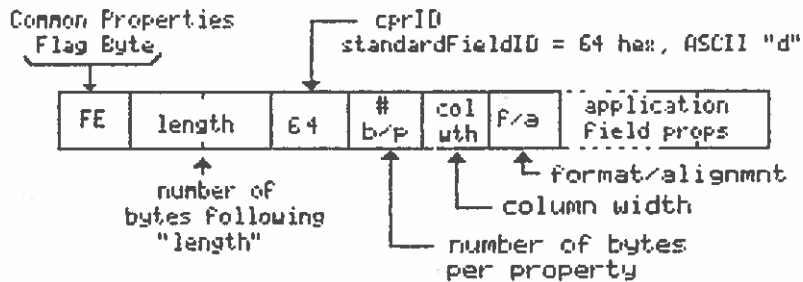 Common Properties
Flag Byte
cprID
standardFieldID = 64 hex, ASCII "d"
FE
length
64
#
b/p
col
wth
f/a
application
field props
format/alignmnt
column width
number of bytes
per property
number of
bytes following
"length"